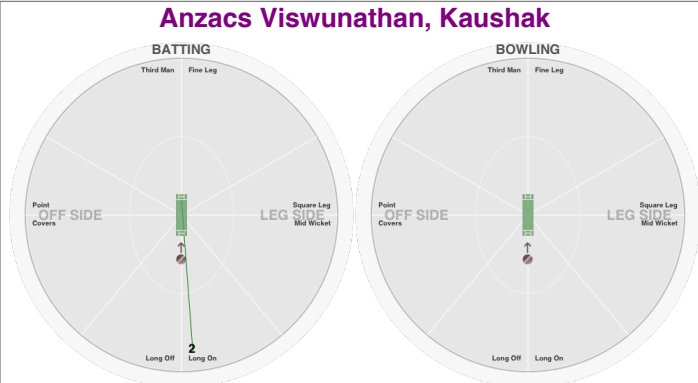 Anzacs Viswunathan, Kaushak
BATTING
Third Man Fine Leg
Point
OFF SIDE
Covers
Square Leg
LEG SIDE
Mid Wicket
2
Long Off Long On
BOWLING
Third Man Fine Leg
Point
OFF SIDE
Covers
Square Leg
LEG SIDE
Mid Wicket
Long Off Long On